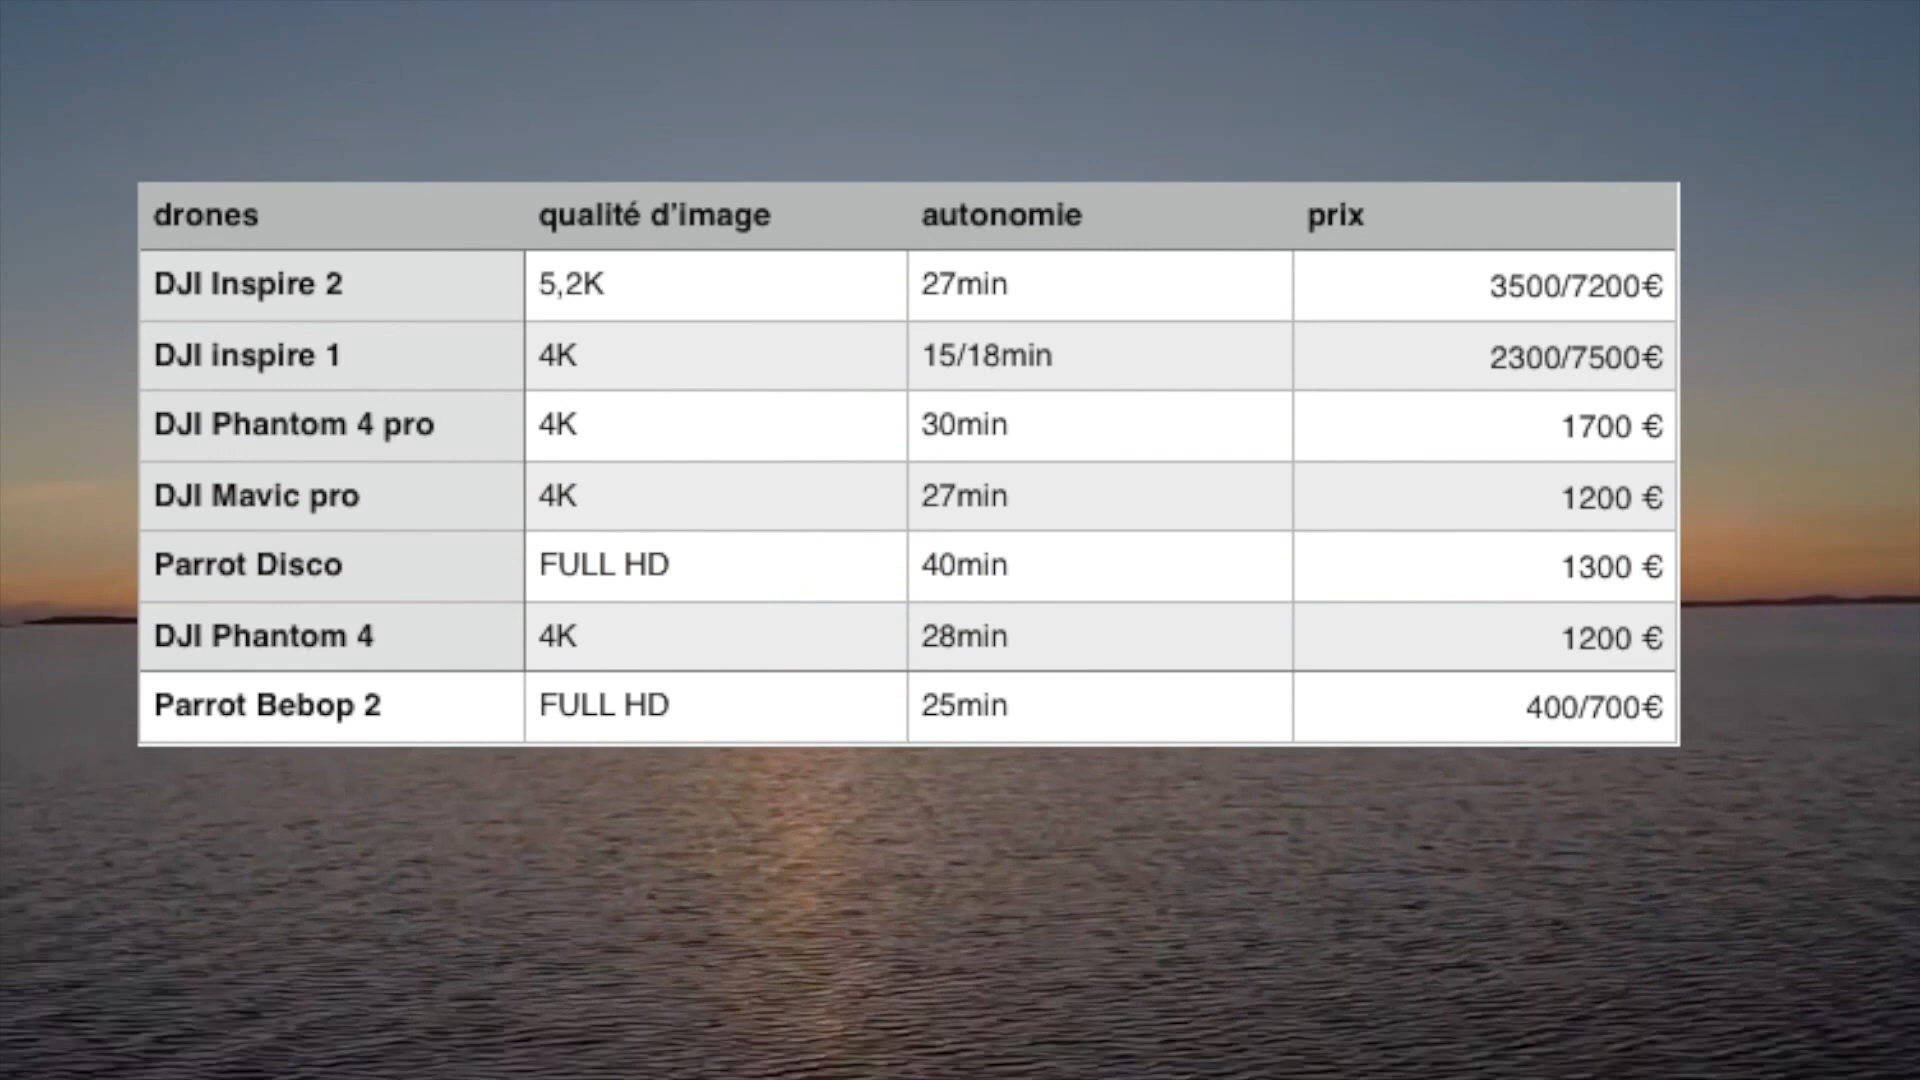 drones qualité d'image autonomie prix
DJI Inspire 2 5,2K 27min 3500/7200€
DJI inspire 1 4K 15/18min 2300/7500€
DJI Phantom 4 pro 4K 30min 1700 €
DJI Mavic pro 4K 27min 1200 €
Parrot Disco FULL HD 40min 1300 €
DJI Phantom 4 4K 28min 1200 €
Parrot Bebop 2 FULL HD 25min 400/700€